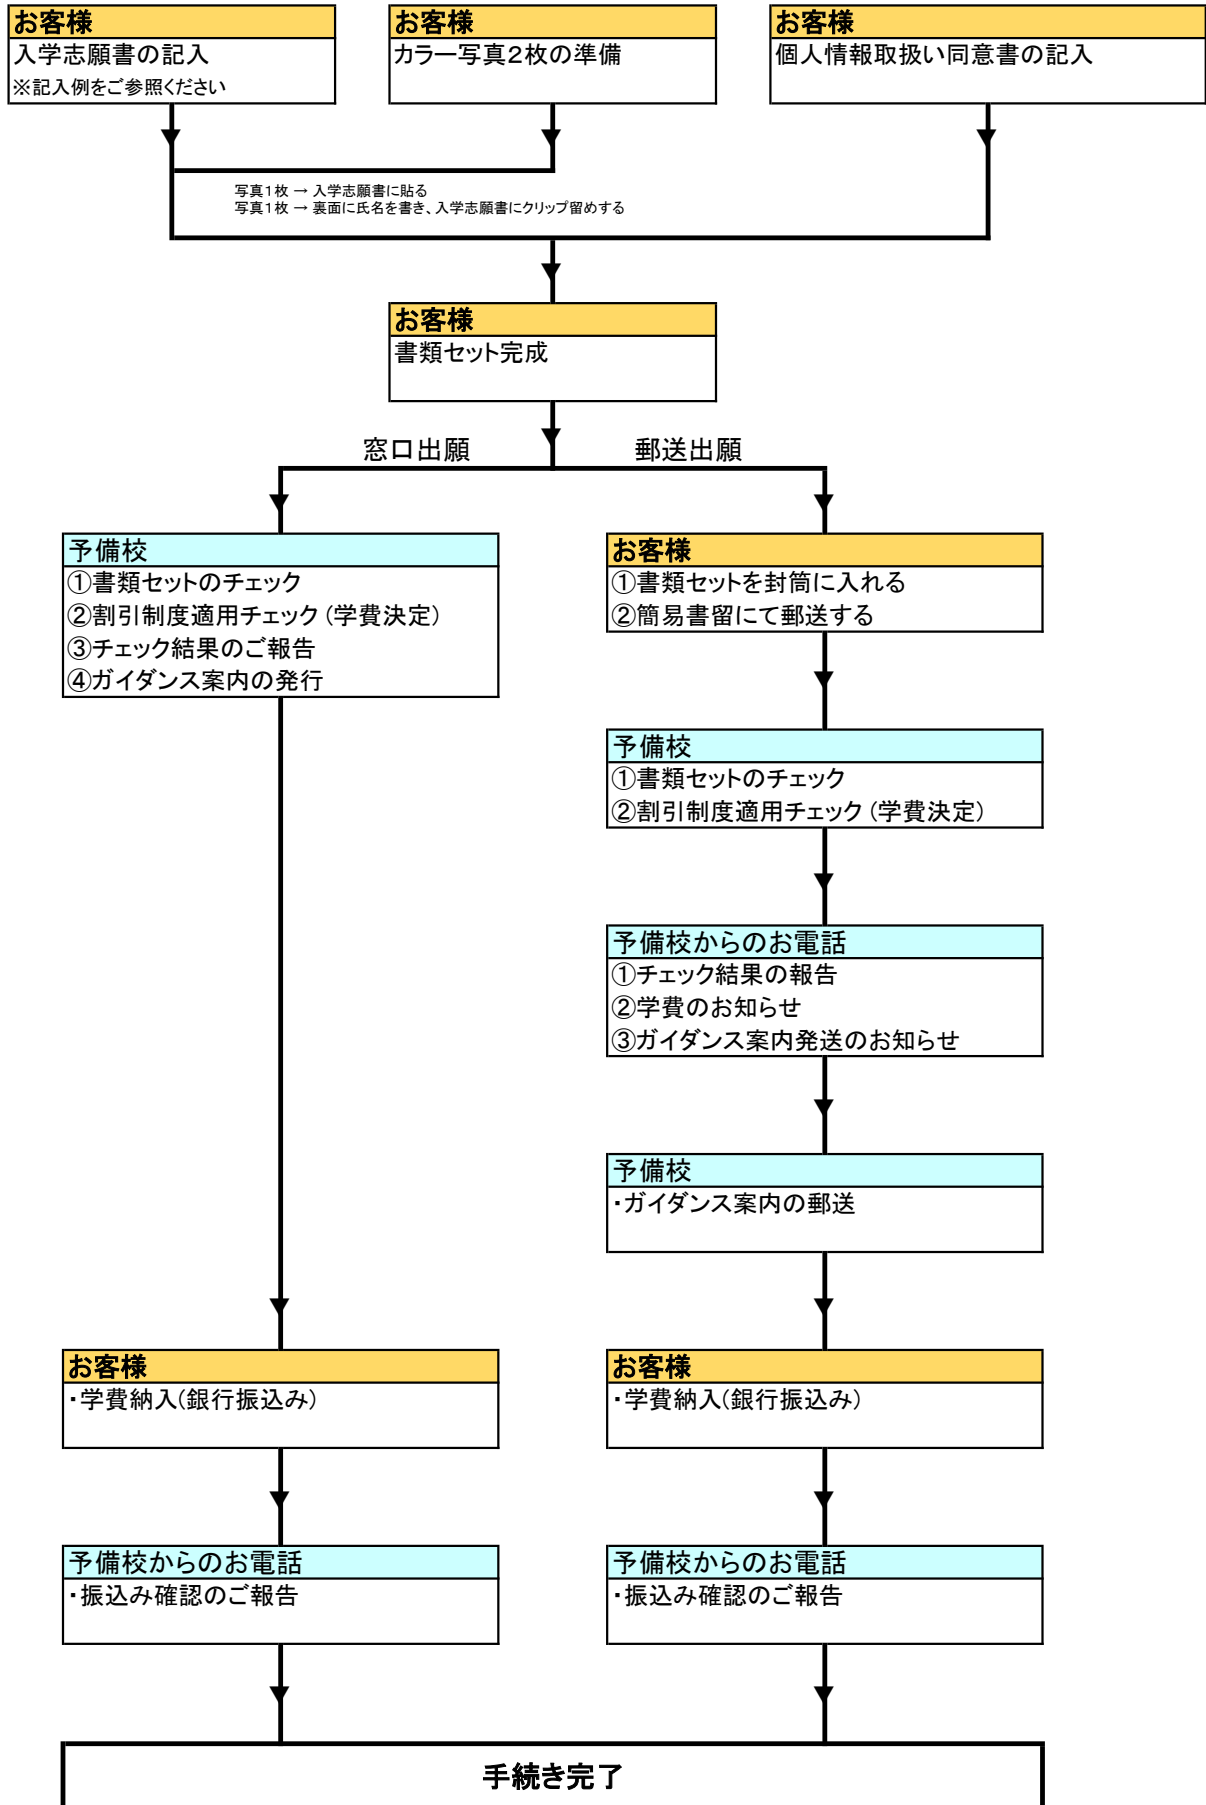 お客様
入学志願書の記入
※記入例をご参照ください
お客様
カラー写真２枚の準備
お客様
個人情報取扱い同意書の記入
写真１枚 → 入学志願書に貼る
写真１枚 → 裏面に氏名を書き、入学志願書にクリップ留めする
お客様
書類セット完成
窓口出願
郵送出願
予備校
①書類セットのチェック
②割引制度適用チェック（学費決定）
③チェック結果のご報告
④ガイダンス案内の発行
お客様
①書類セットを封筒に入れる
②簡易書留にて郵送する
予備校
①書類セットのチェック
②割引制度適用チェック（学費決定）
予備校からのお電話
①チェック結果の報告
②学費のお知らせ
③ガイダンス案内発送のお知らせ
予備校
・ガイダンス案内の郵送
お客様
・学費納入(銀行振込み)
お客様
・学費納入(銀行振込み)
予備校からのお電話
・振込み確認のご報告
予備校からのお電話
・振込み確認のご報告
手続き完了